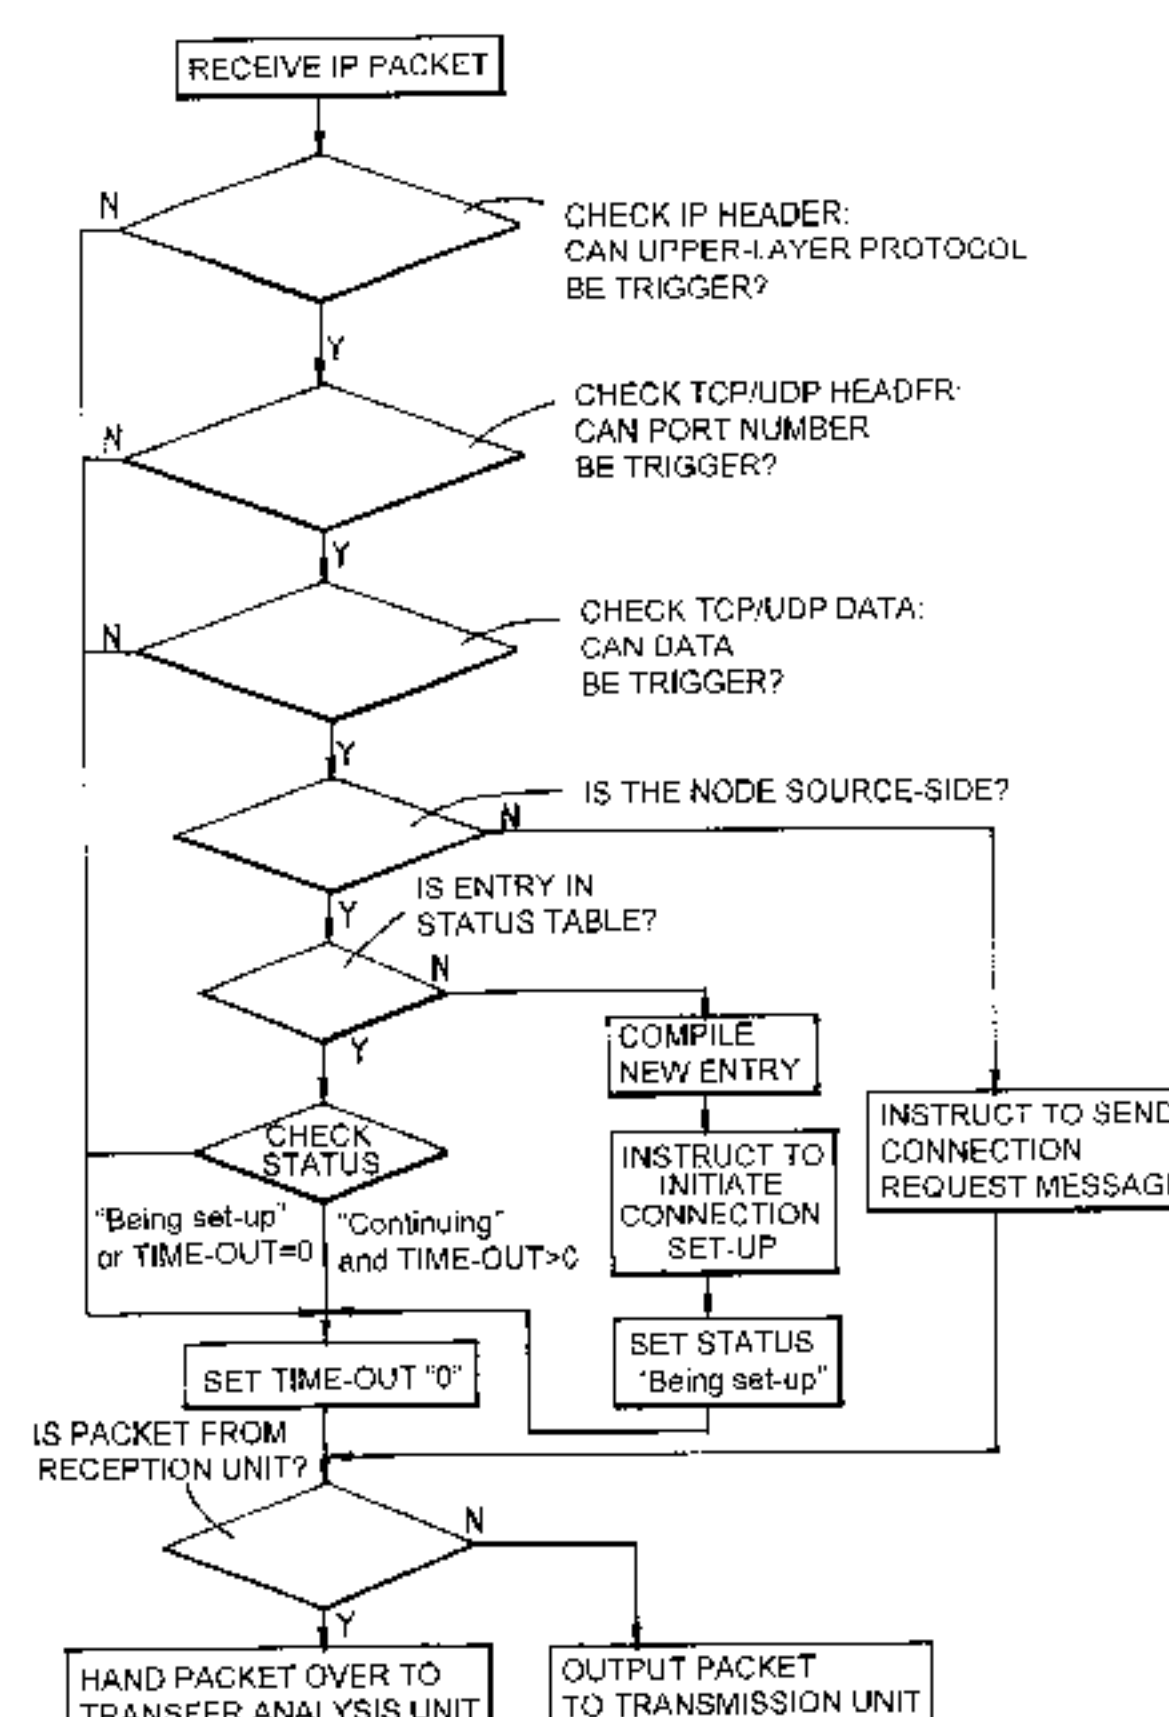 RECEIVE IP PACKET
N
CHECK IP HEADER:
CAN UPPER-LAYER PROTOCOL
BE TRIGGER?
Y
CHECK TCP/UDP HEADER:
CAN PORT NUMBER
BE TRIGGER?
N
Y
CHECK TCP/UDP DATA:
CAN DATA
BE TRIGGER?
N
Y
IS THE NODE SOURCE-SIDE?
N
IS ENTRY IN
STATUS TABLE?
Y
N
COMPILE
NEW ENTRY
Y
CHECK
STATUS
INSTRUCT TO SEND
CONNECTION
REQUEST MESSAGE
INSTRUCT TO
INITIATE
CONNECTION
SET-UP
"Being set-up"
or TIME-OUT=0
"Continuing"
and TIME-OUT>0
SET STATUS
"Being set-up"
SET TIME-OUT "0"
IS PACKET FROM
RECEPTION UNIT?
N
Y
HAND PACKET OVER TO
TRANSFER ANALYSIS UNIT
OUTPUT PACKET
TO TRANSMISSION UNIT